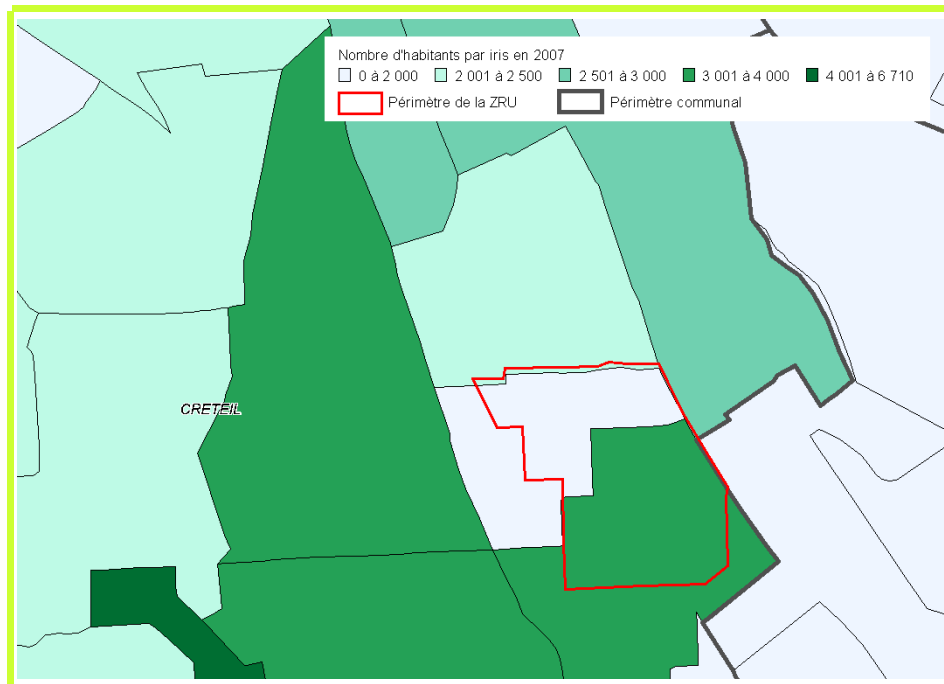 Nombre d'habitants par iris en 2007
0 à 2 000 2 001 à 2 500 2 501 à 3 000 3 001 à 4 000 4 001 à 6 710
Périmètre de la ZRU Périmètre communal
CRETEIL